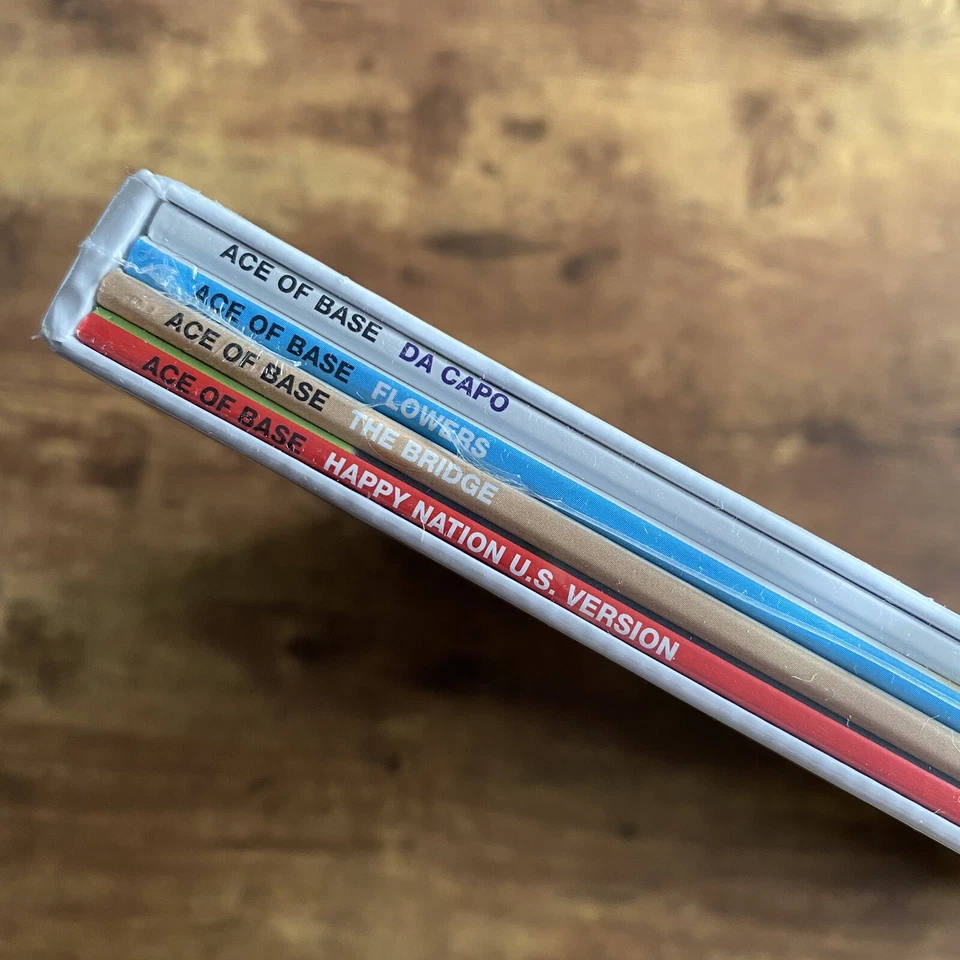 ACE OF BASE DA CAPO
ACE OF BASE FLOWERS
ACE OF BASE THE BRIDGE
ACE OF BASE HAPPY NATION U.S. VERSION